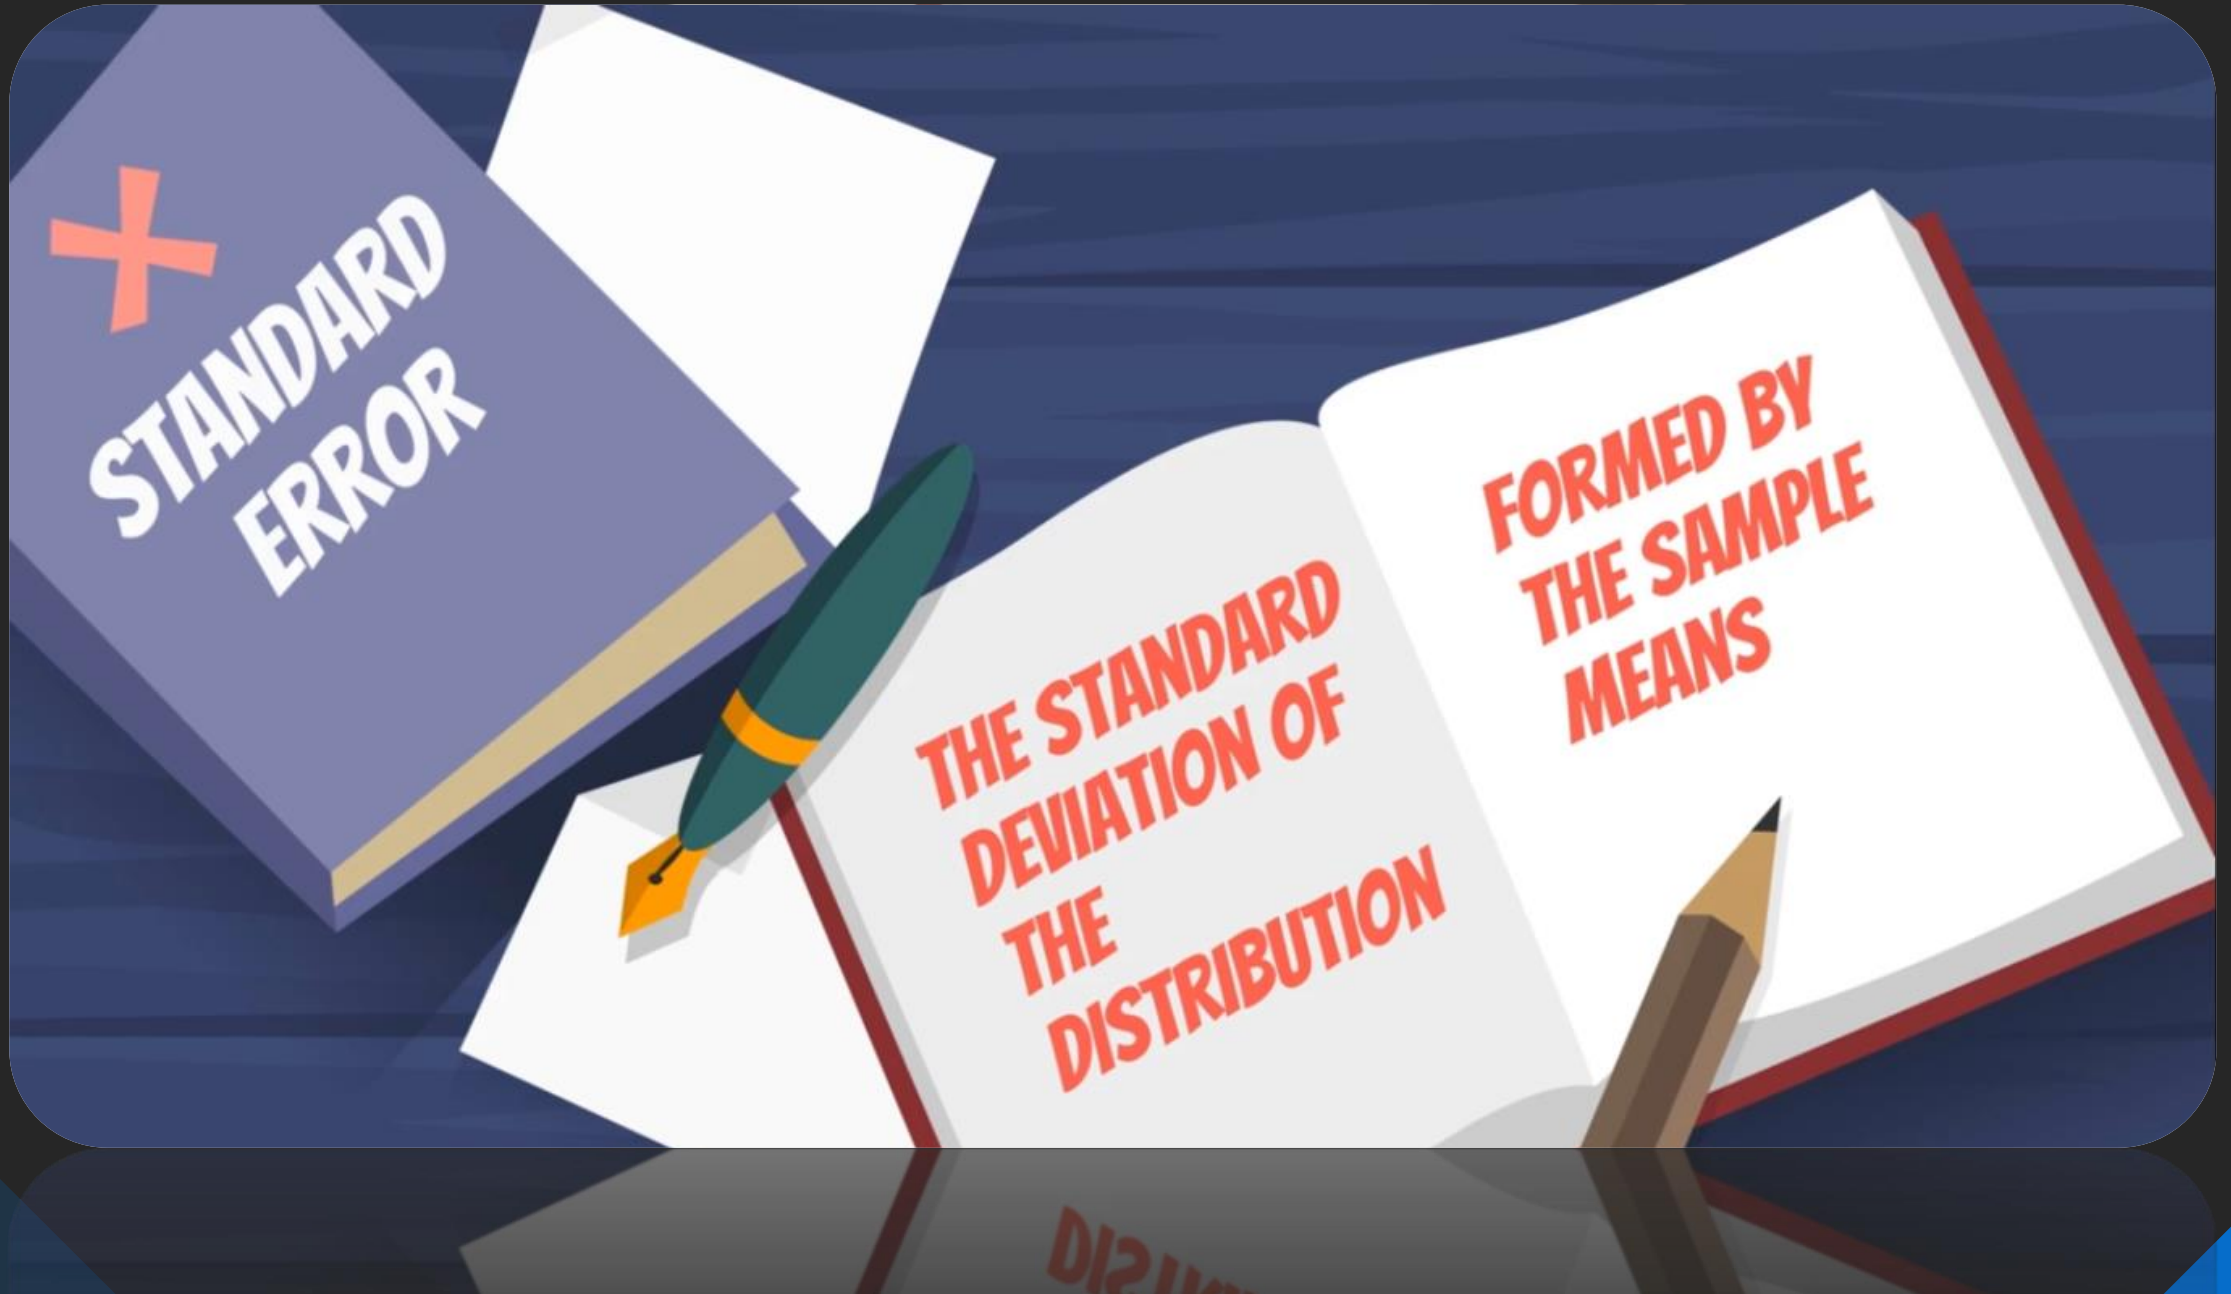 STANDARD
ERROR
THE STANDARD
DEVIATION OF
THE
DISTRIBUTION
FORMED BY
THE SAMPLE
MEANS